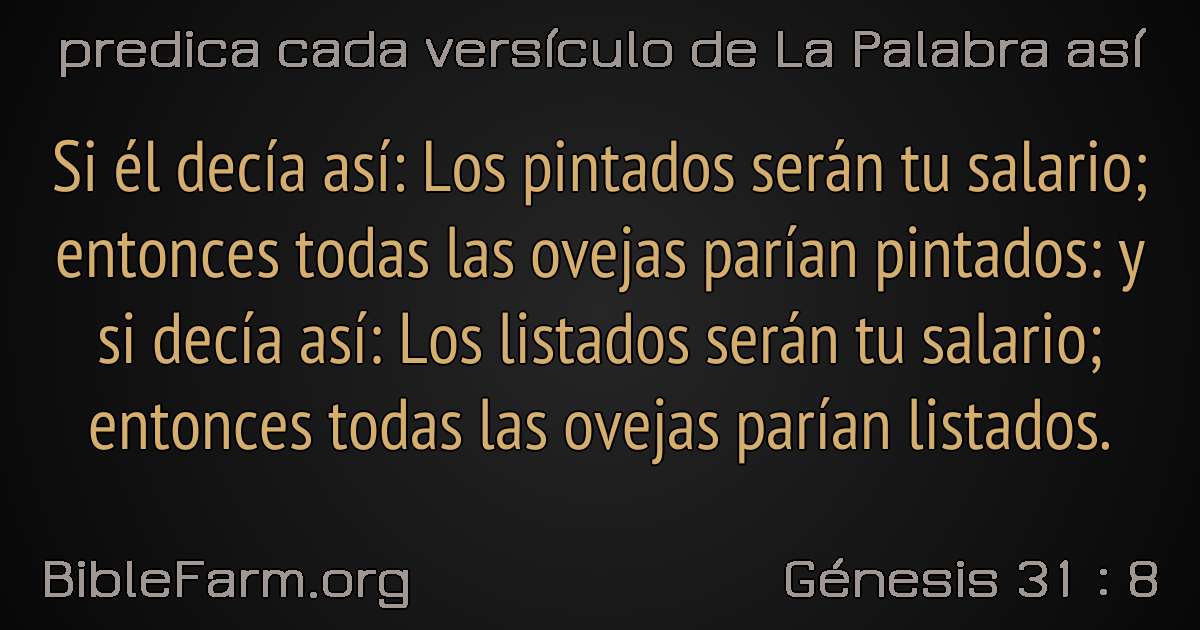 predica cada versículo de La Palabra así
Si él decía así: Los pintados serán tu salario;
entonces todas las ovejas parían pintados: y
si decía así: Los listados serán tu salario;
entonces todas las ovejas parían listados.
BibleFarm.org
Génesis 31 : 8